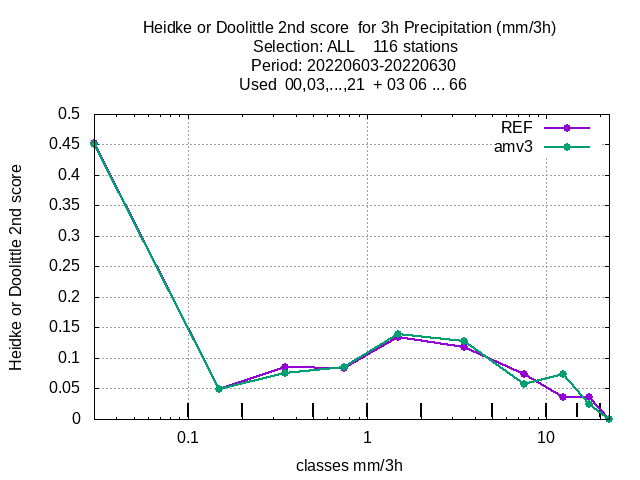 Heidke or Doolittle 2nd score  for 3h Precipitation (mm/3h)
Selection: ALL    116 stations
Period: 20220603-20220630
Used  00,03,...,21  + 03 06 ... 66
REF
amv3
0.5
0.45
0.4
0.35
0.3
0.25
0.2
0.15
0.1
0.05
0
Heidke or Doolittle 2nd score
0.1
1
10
classes mm/3h